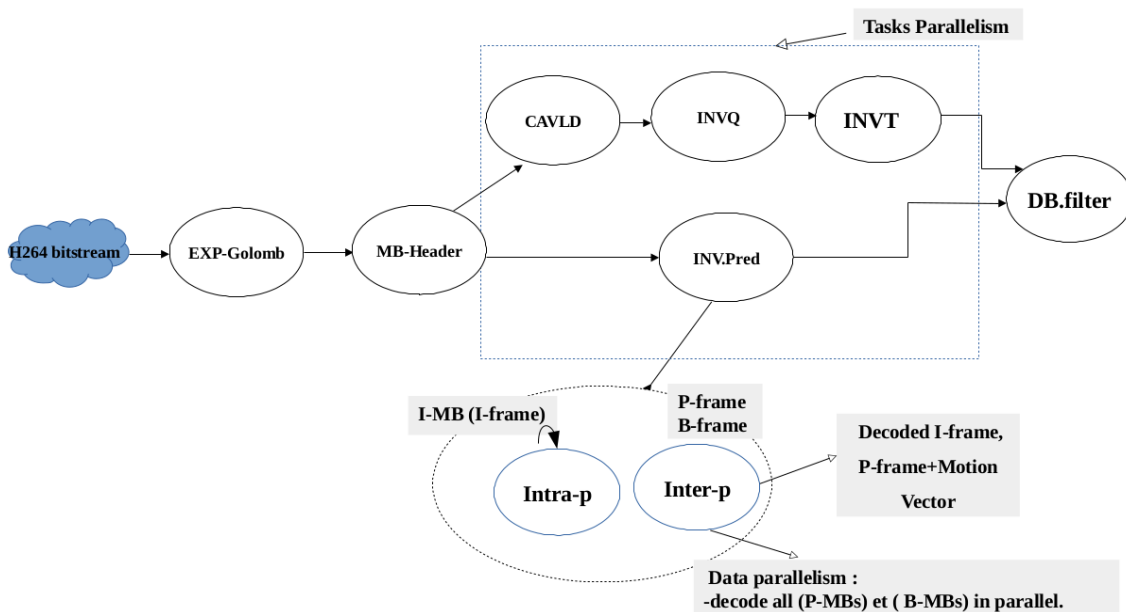 Tasks Parallelism
CAVLD
INVQ
INVT
DB.filter
H264 bitstream
EXP-Golomb
MB-Header
INV.Pred
I-MB (I-frame)
P-frame
B-frame
Intra-p
Inter-p
Decoded I-frame,
P-frame+Motion
Vector
Data parallelism :
-decode all (P-MBs) et ( B-MBs) in parallel.